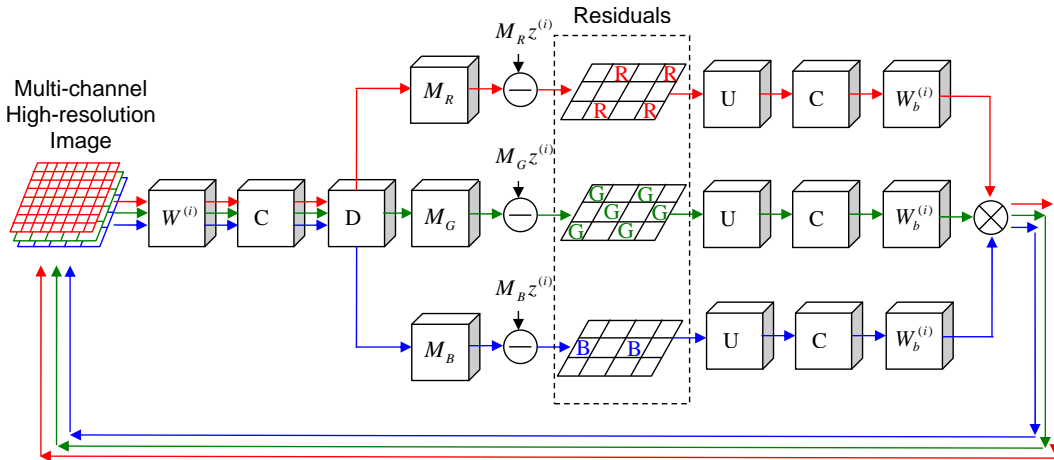 Residuals
Multi-channel
High-resolution
Image
M_R z^(i)
M_R
R R
R R
U
C
W_b^(i)
W^(i)
C
D
M_G z^(i)
M_G
G G
G G
G G
U
C
W_b^(i)
M_B z^(i)
M_B
B B
U
C
W_b^(i)